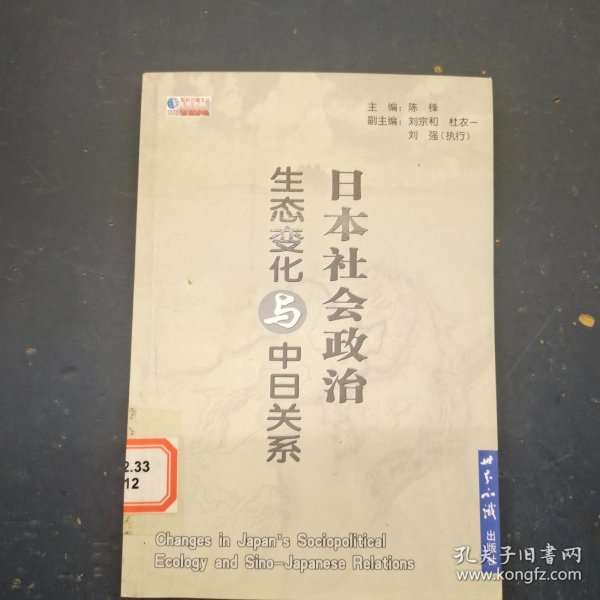 主 编：陈 锋
副主编：刘宗和 杜农一
刘 强（执行）
日本社会政治
生态变化与中日关系
2.33
12
世界知识出版社
Changes in Japan's Sociopolitical
Ecology and Sino-Japanese Relations
孔夫子旧书网
www.kongfz.com